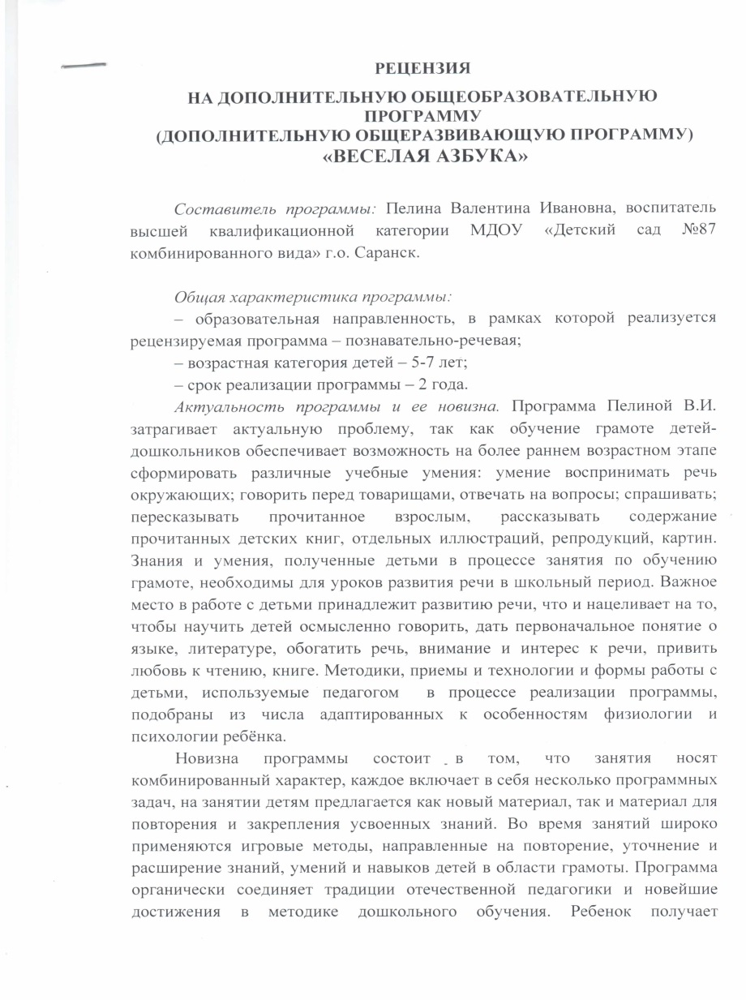 РЕЦЕНЗИЯ
НА ДОПОЛНИТЕЛЬНУЮ ОБЩЕОБРАЗОВАТЕЛЬНУЮ
ПРОГРАММУ
(ДОПОЛНИТЕЛЬНУЮ ОБЩЕРАЗВИВАЮЩУЮ ПРОГРАММУ)
«ВЕСЕЛАЯ АЗБУКА»
Составитель программы: Пелина Валентина Ивановна, воспитатель
высшей квалификационной категории МДОУ «Детский сад №87
комбинированного вида» г.о. Саранск.
Общая характеристика программы:
– образовательная направленность, в рамках которой реализуется
рецензируемая программа – познавательно-речевая;
– возрастная категория детей – 5-7 лет;
– срок реализации программы – 2 года.
Актуальность программы и ее новизна. Программа Пелиной В.И.
затрагивает актуальную проблему, так как обучение грамоте детей-
дошкольников обеспечивает возможность на более раннем возрастном этапе
сформировать различные учебные умения: умение воспринимать речь
окружающих; говорить перед товарищами, отвечать на вопросы; спрашивать;
пересказывать прочитанное взрослым, рассказывать содержание
прочитанных детских книг, отдельных иллюстраций, репродукций, картин.
Знания и умения, полученные детьми в процессе занятия по обучению
грамоте, необходимы для уроков развития речи в школьный период. Важное
место в работе с детьми принадлежит развитию речи, что и нацеливает на то,
чтобы научить детей осмысленно говорить, дать первоначальное понятие о
языке, литературе, обогатить речь, внимание и интерес к речи, привить
любовь к чтению, книге. Методики, приемы и технологии и формы работы с
детьми, используемые педагогом в процессе реализации программы,
подобраны из числа адаптированных к особенностям физиологии и
психологии ребёнка.
Новизна программы состоит в том, что занятия носят
комбинированный характер, каждое включает в себя несколько программных
задач, на занятии детям предлагается как новый материал, так и материал для
повторения и закрепления усвоенных знаний. Во время занятий широко
применяются игровые методы, направленные на повторение, уточнение и
расширение знаний, умений и навыков детей в области грамоты. Программа
органически соединяет традиции отечественной педагогики и новейшие
достижения в методике дошкольного обучения. Ребенок получает